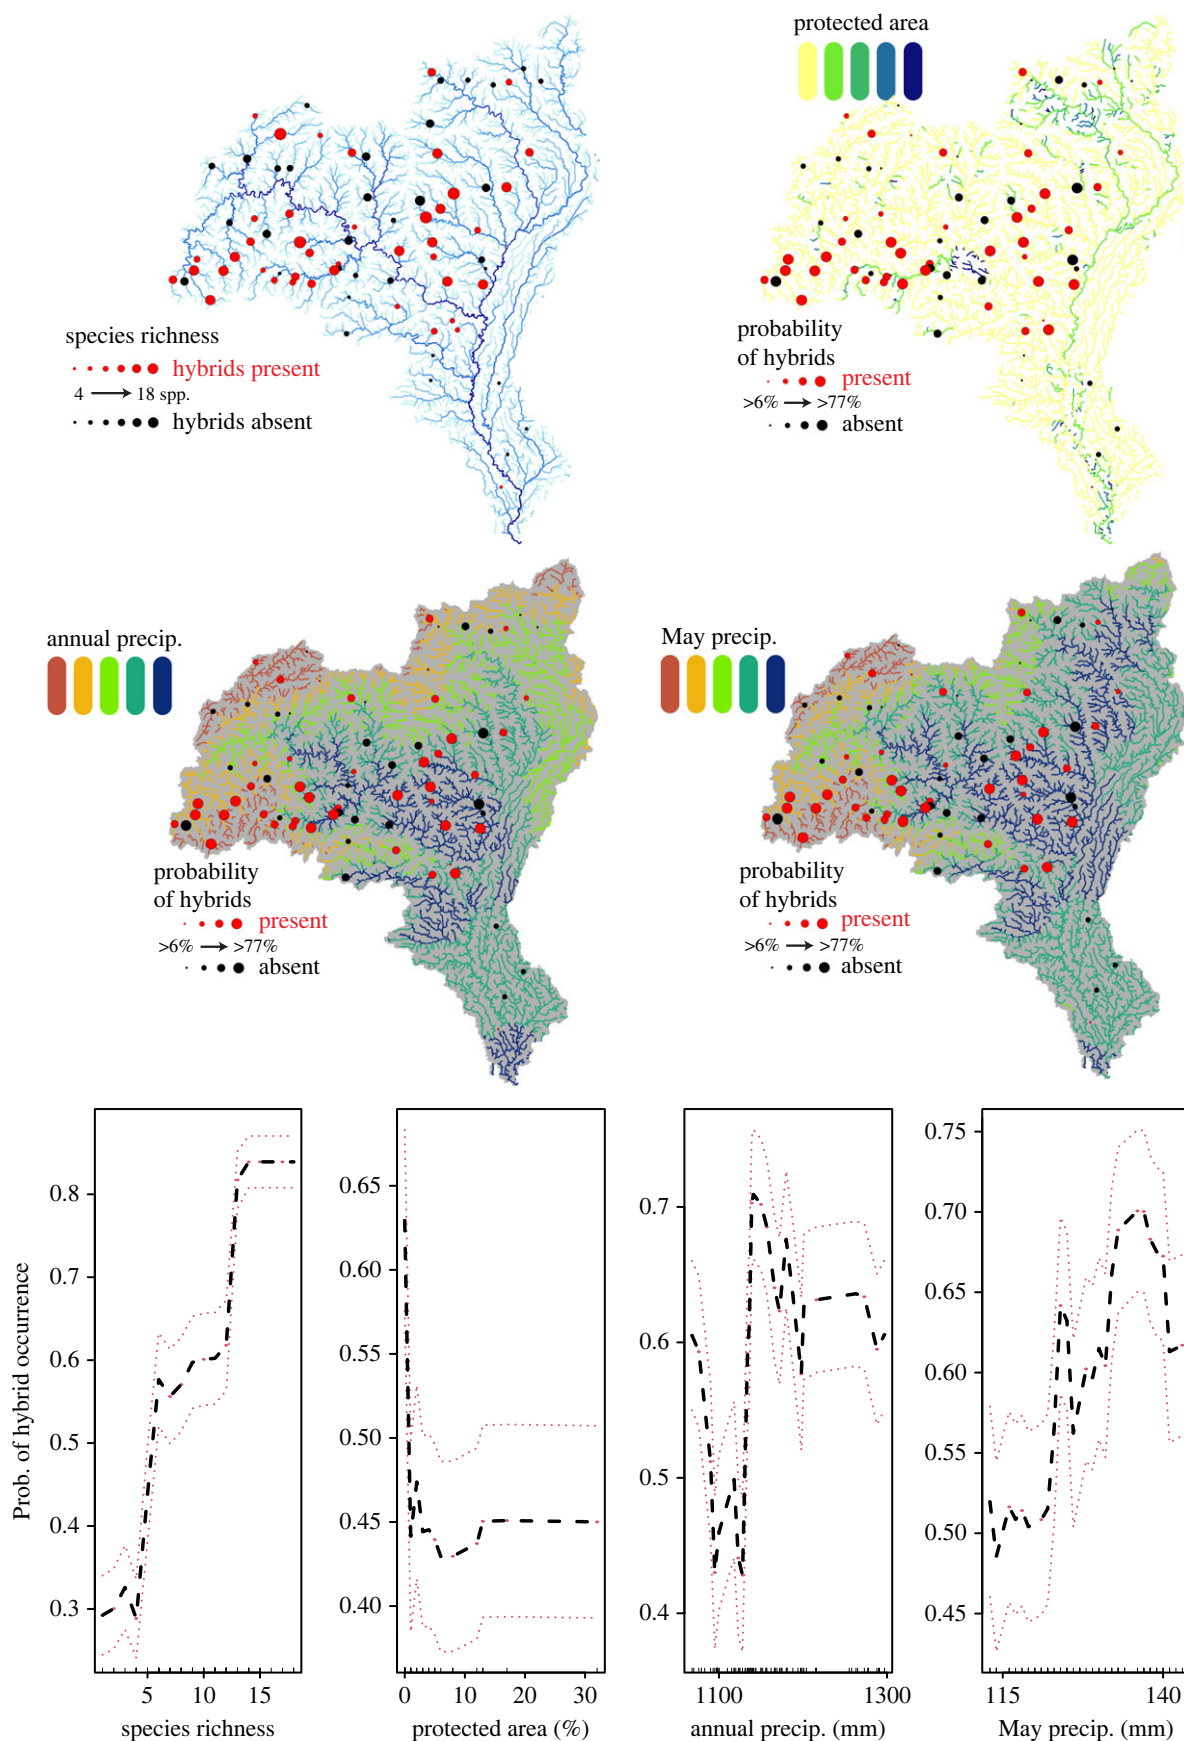 protected area
species richness
hybrids present
4 → 18 spp.
hybrids absent
probability
of hybrids
present
>6% → >77%
absent
annual precip.
probability
of hybrids
present
>6% → >77%
absent
May precip.
probability
of hybrids
present
>6% → >77%
absent
Prob. of hybrid occurrence
0.8
0.7
0.6
0.5
0.4
0.3
5 10 15
species richness
0.65
0.60
0.55
0.50
0.45
0.40
0 10 20 30
protected area (%)
0.7
0.6
0.5
0.4
1100 1300
annual precip. (mm)
0.75
0.70
0.65
0.60
0.55
0.50
0.45
115 140
May precip. (mm)